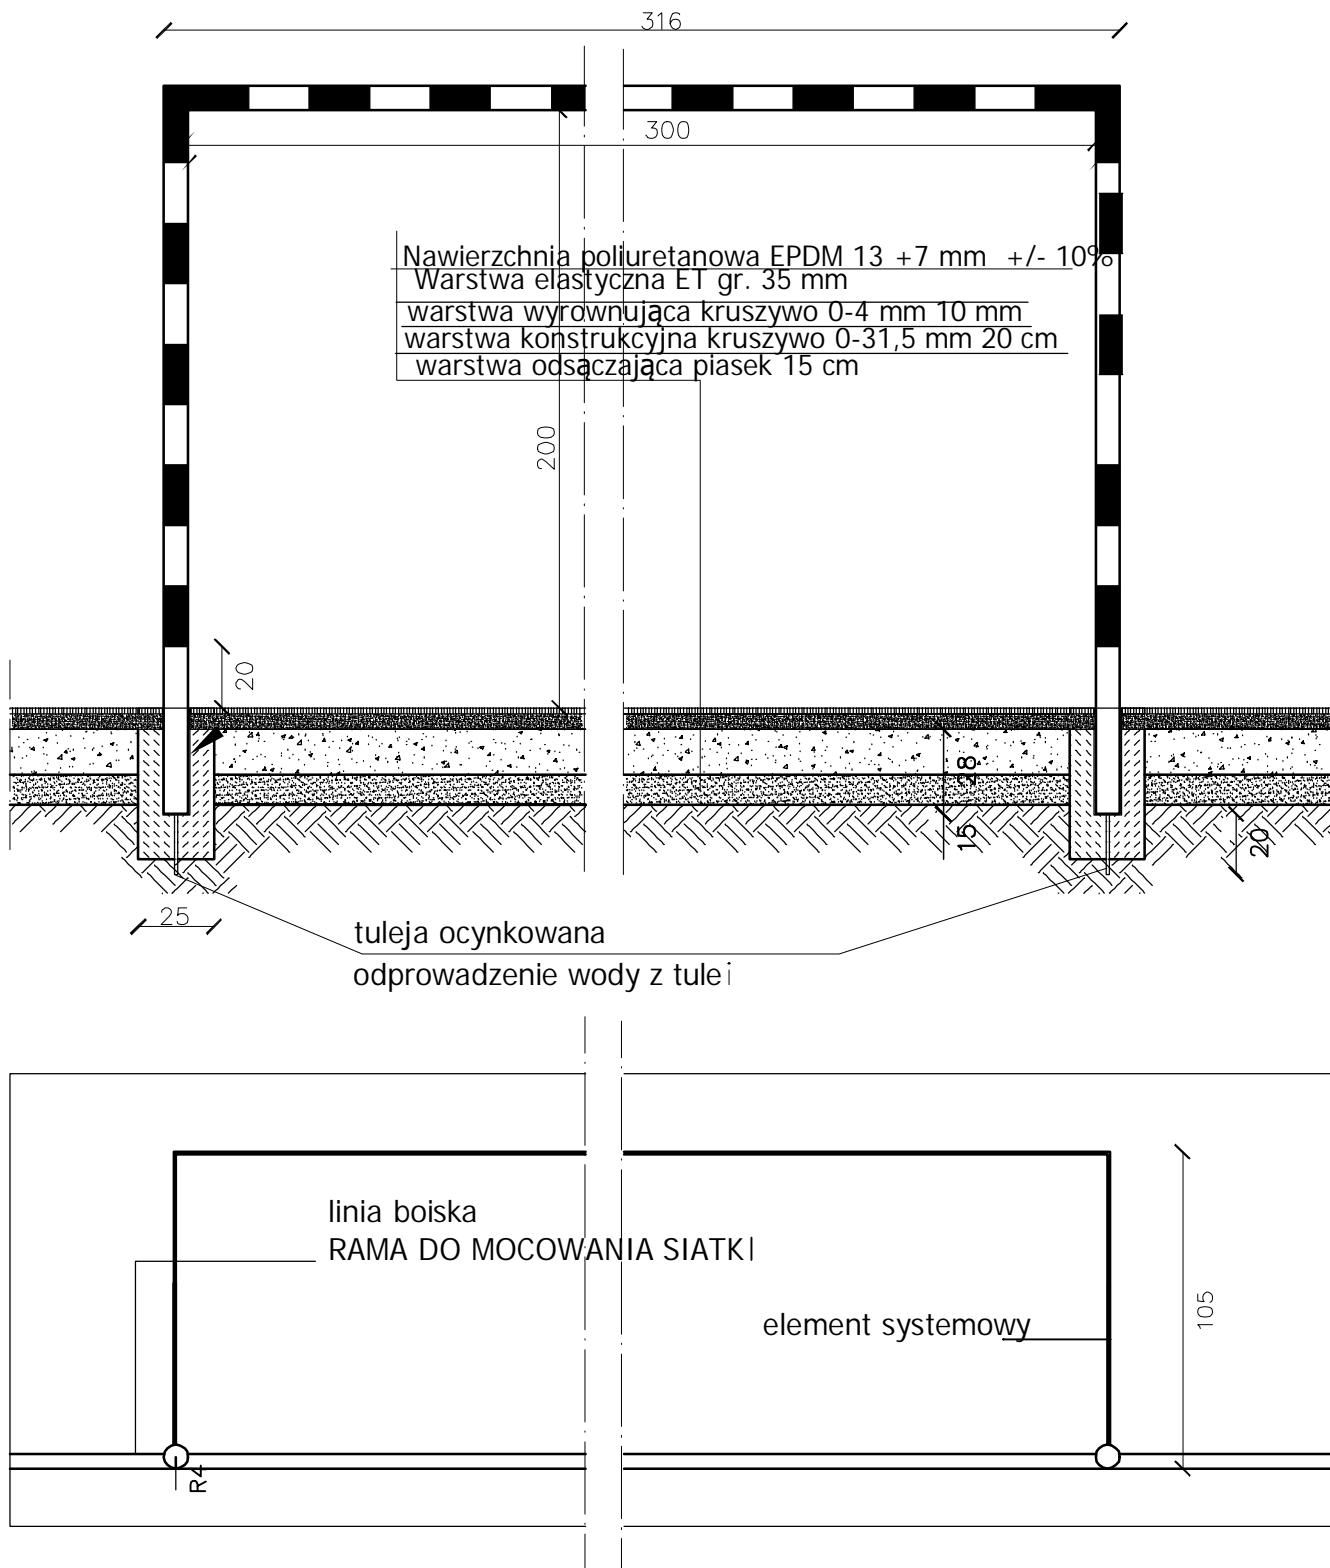 316
300
Nawierzchnia poliuretanowa EPDM 13 +7 mm +/- 10%
Warstwa elastyczna ET gr. 35 mm
warstwa wyrownująca kruszywo 0-4 mm 10 mm
warstwa konstrukcyjna kruszywo 0-31,5 mm 20 cm
warstwa odsączająca piasek 15 cm
200
20
28
15
20
25
tuleja ocynkowana
odprowadzenie wody z tulei
linia boiska
RAMA DO MOCOWANIA SIATKI
element systemowy
105
R4